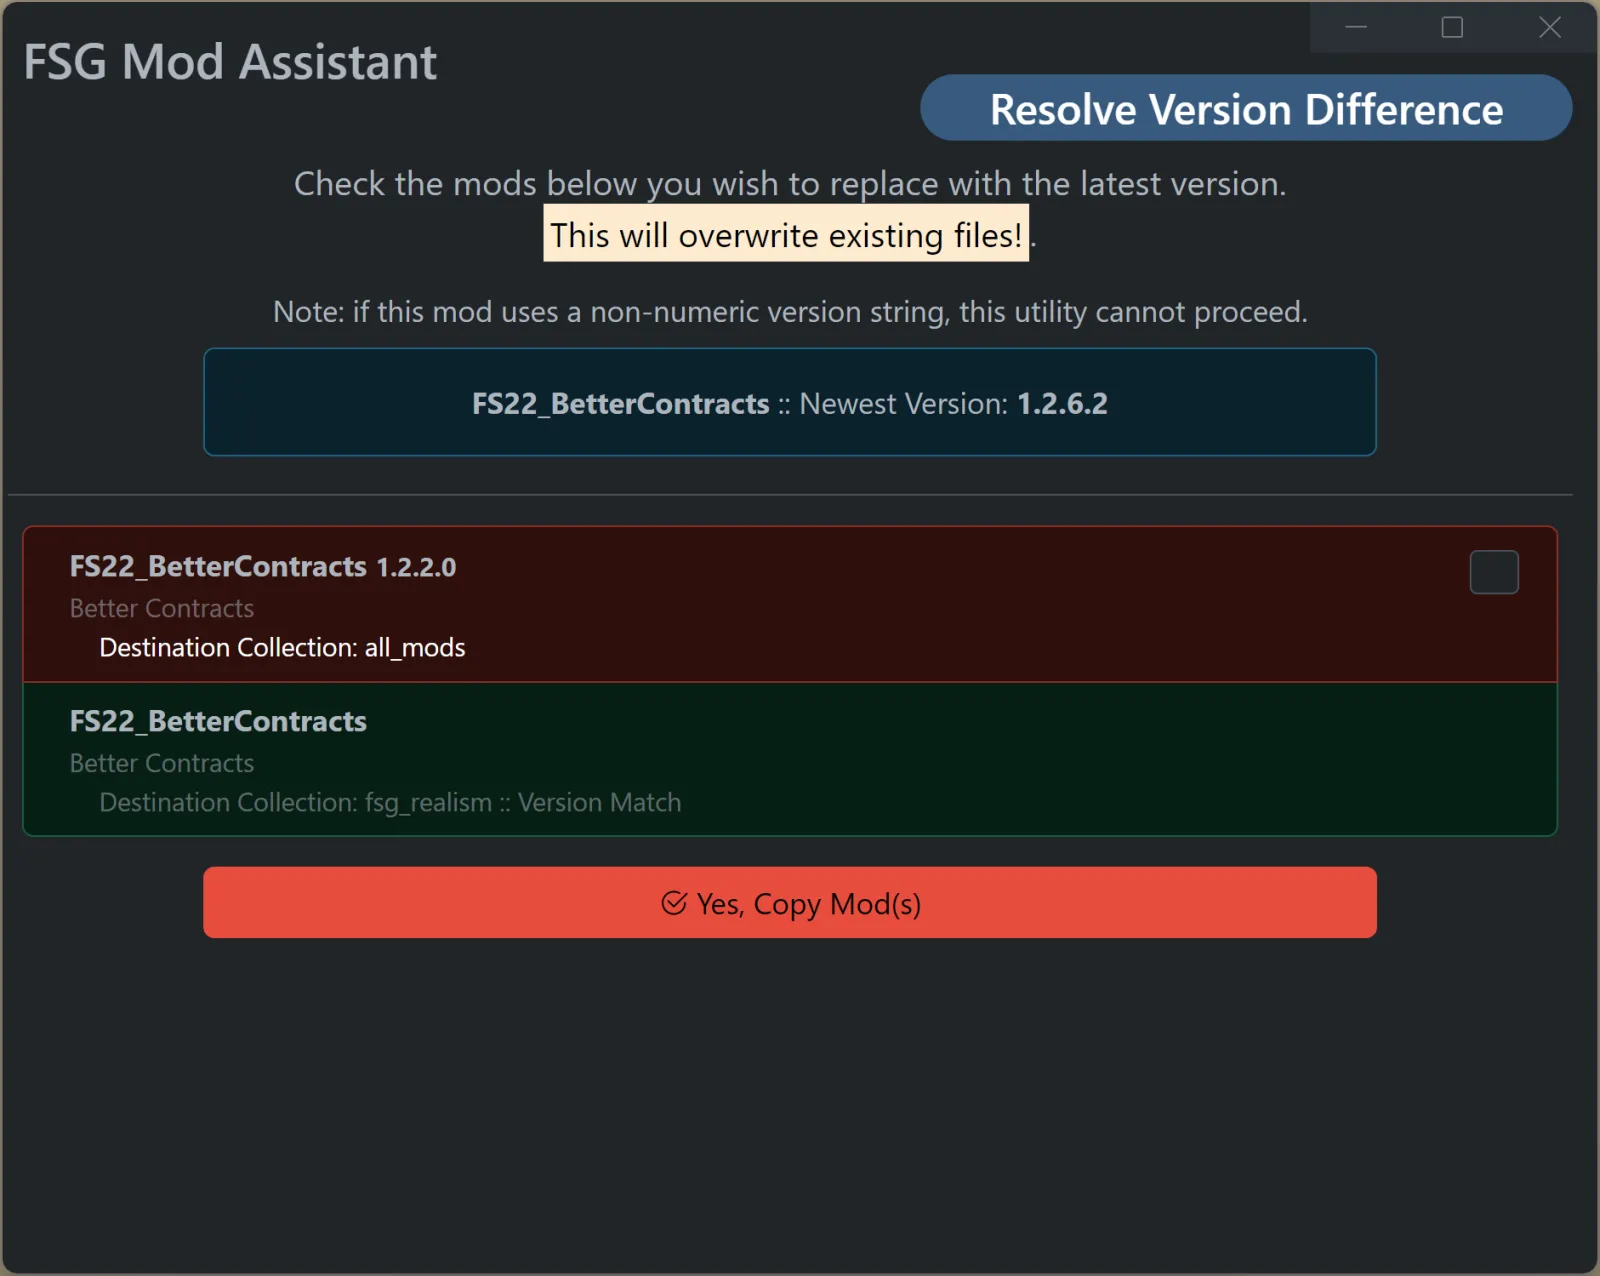 FSG Mod Assistant
Resolve Version Difference
Check the mods below you wish to replace with the latest version.
This will overwrite existing files!.
Note: if this mod uses a non-numeric version string, this utility cannot proceed.
FS22_BetterContracts :: Newest Version: 1.2.6.2
FS22_BetterContracts 1.2.2.0
Better Contracts
Destination Collection: all_mods
FS22_BetterContracts
Better Contracts
Destination Collection: fsg_realism :: Version Match
Yes, Copy Mod(s)